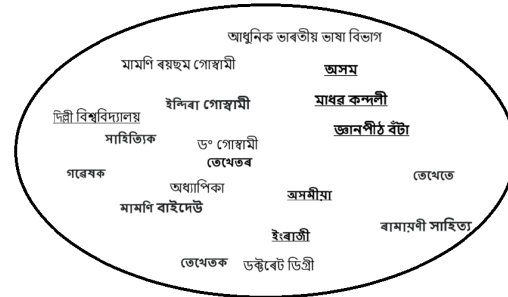 আধুনিক ভাৰতীয় ভাষা বিভাগ
মামণি ৰয়ছম গোস্বামী
অসম
ইন্দিৰা গোস্বামী
মাধৱ কন্দলী
দিল্লী বিশ্ববিদ্যালয়
জ্ঞানপীঠ বঁটা
সাহিত্যিক
ড° গোস্বামী
তেখেতৰ
গৱেষক
তেখেতে
অধ্যাপিকা
অসমীয়া
মামণি বাইদেউ
ৰামায়ণী সাহিত্য
ইংৰাজী
তেখেতক
ডক্টৰেট ডিগ্ৰী